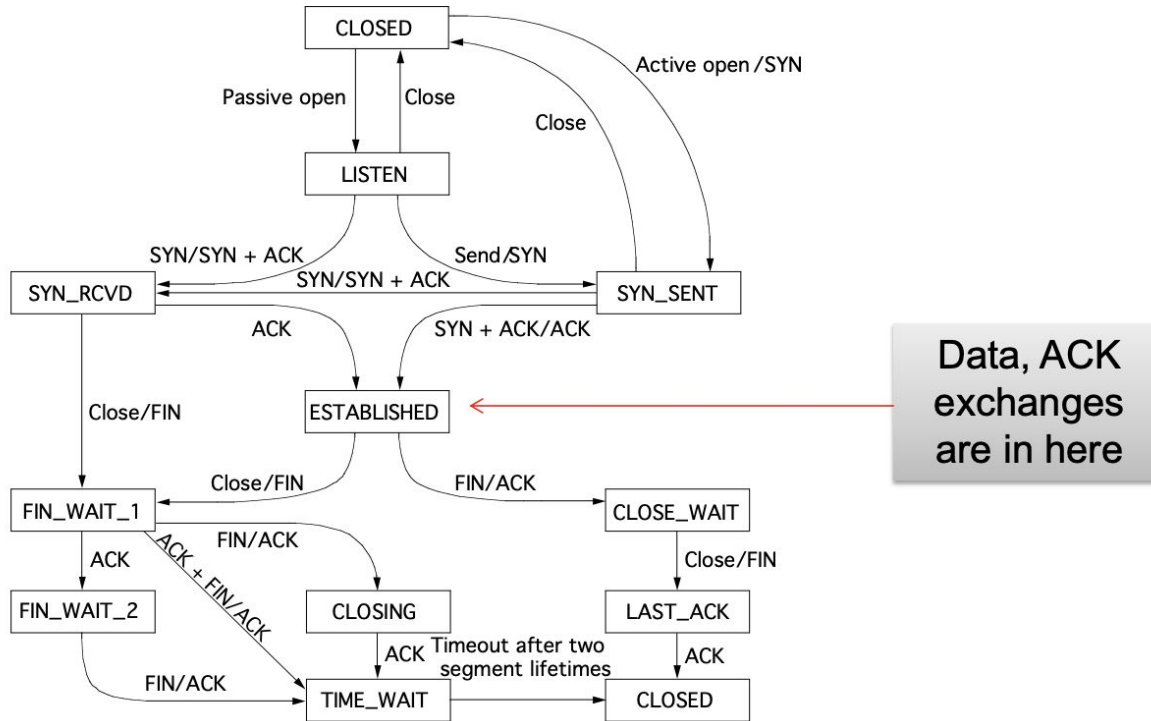 CLOSED
Active open /SYN
Passive open
Close
Close
LISTEN
SYN/SYN + ACK
Send/SYN
SYN/SYN + ACK
SYN_RCVD
SYN_SENT
ACK
SYN + ACK/ACK
Data, ACK
exchanges
are in here
ESTABLISHED
Close/FIN
Close/FIN
FIN/ACK
FIN_WAIT_1
CLOSE_WAIT
FIN/ACK
ACK
ACK + FIN/ACK
Close/FIN
FIN_WAIT_2
CLOSING
LAST_ACK
ACK
Timeout after two
segment lifetimes
ACK
FIN/ACK
TIME_WAIT
CLOSED